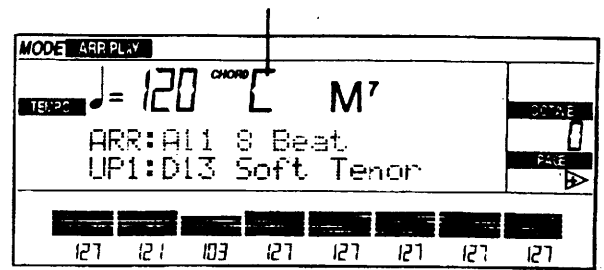 MODE ARR PLAY
TEMPO ♩= 120 CHORD C M7
OCTAVE
0
ARR:A11 8 Beat
PAGE
UP1:D13 Soft Tenor
127 121 103 127 127 127 127 127